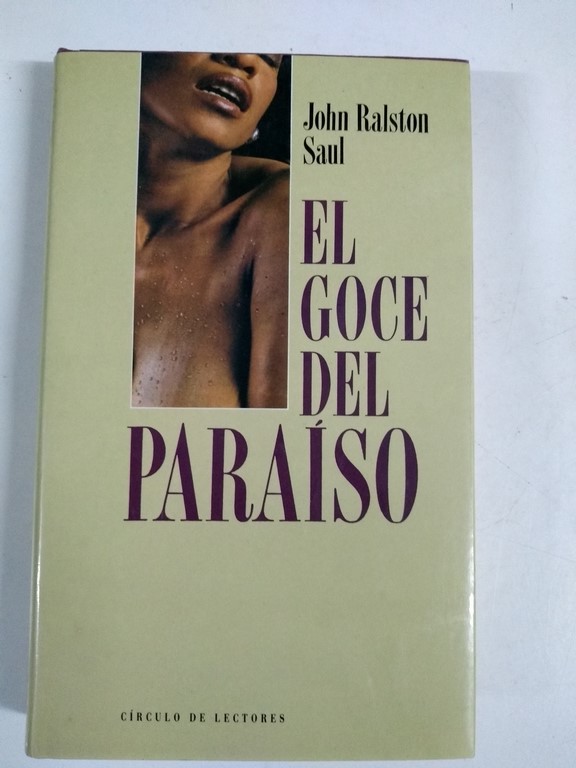 John Ralston
Saul
EL
GOCE
DEL
PARAÍSO
CÍRCULO DE LECTORES